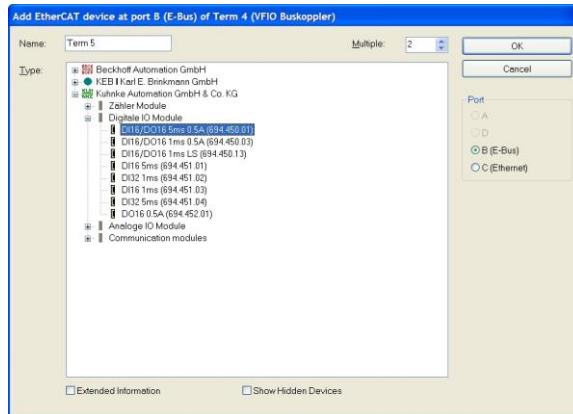 Add EtherCAT device at port B (E-Bus) of Term 4 (VFIO Buskoppler)
Name: Term 5 Multiple: 2 OK
Type: Beckhoff Automation GmbH Cancel
KEB Karl E. Brinkmann GmbH
Kuhnke Automation GmbH & Co. KG
Zähler Module
Digitale IO Module
DI16/DO16 5ms 0.5A (694.450.01)
DI16/DO16 1ms 0.5A (694.450.03)
DI16/DO16 1ms LS (694.450.13)
DI16 5ms (694.451.01)
DI32 1ms (694.451.02)
DI16 1ms (694.451.03)
DI32 5ms (694.451.04)
DO16 0.5A (694.452.01)
Analoge IO Module
Communication modules
Port
A
D
B (E-Bus)
C (Ethernet)
Extended Information Show Hidden Devices